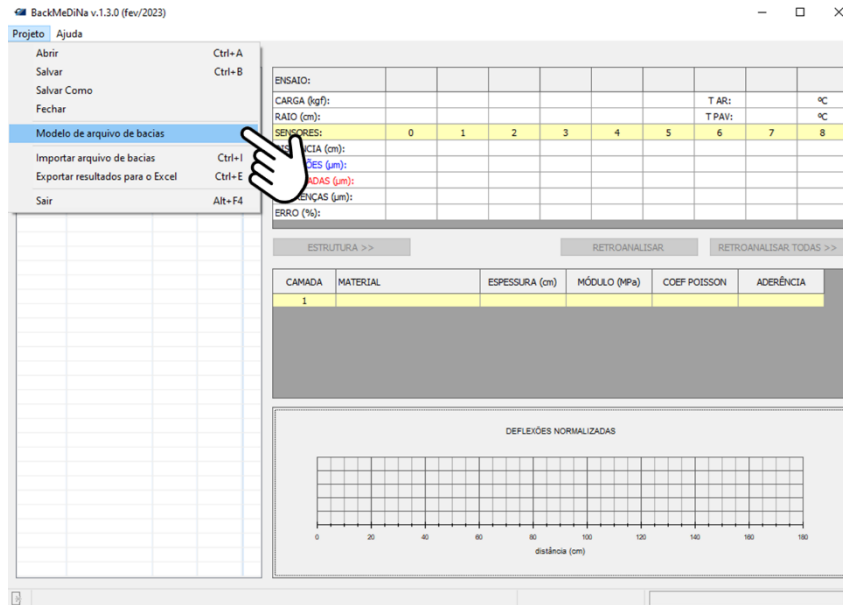 BackMeDiNa v.1.3.0 (fev/2023)
Projeto Ajuda
Abrir Ctrl+A
Salvar Ctrl+B
Salvar Como
Fechar
Modelo de arquivo de bacias
Importar arquivo de bacias Ctrl+I
Exportar resultados para o Excel Ctrl+E
Sair Alt+F4
ENSAIO:
CARGA (kgf): T AR: ºC
RAIO (cm): T PAV: ºC
SENSORES: 0 1 2 3 4 5 6 7 8
(cm):
(µm):
(µm):
(µm):
ERRO (%):
ESTRUTURA >> RETROANALISAR RETROANALISAR TODAS >>
CAMADA MATERIAL ESPESSURA (cm) MÓDULO (MPa) COEF POISSON ADERÊNCIA
1
DEFLEXÕES NORMALIZADAS
0 20 40 60 80 100 120 140 160 180
distância (cm)